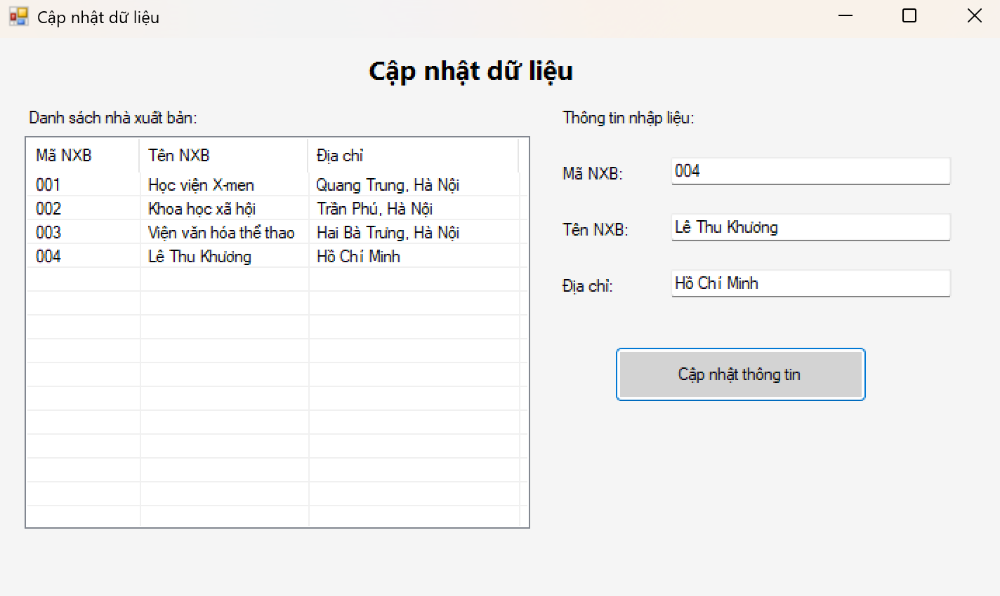 Cập nhật dữ liệu
Cập nhật dữ liệu
Danh sách nhà xuất bản:
Mã NXB Tên NXB Địa chỉ
001 Học viện X-men Quang Trung, Hà Nội
002 Khoa học xã hội Trần Phú, Hà Nội
003 Viện văn hóa thể thao Hai Bà Trưng, Hà Nội
004 Lê Thu Khương Hồ Chí Minh
Thông tin nhập liệu:
Mã NXB: 004
Tên NXB: Lê Thu Khương
Địa chỉ: Hồ Chí Minh
Cập nhật thông tin